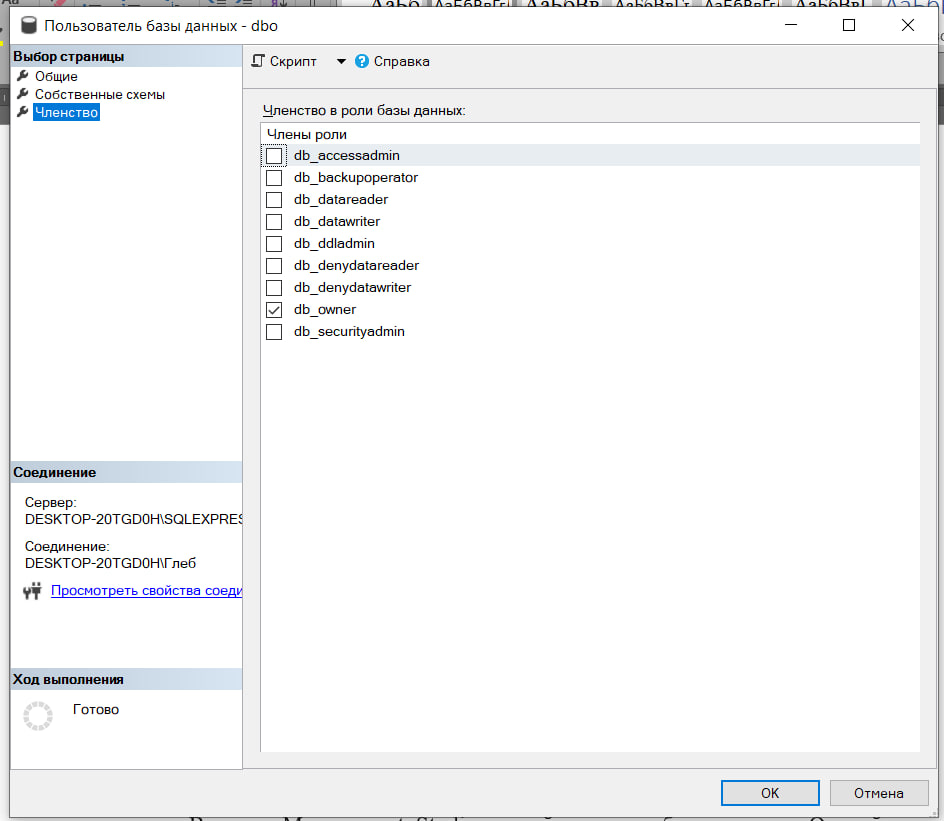 Пользователь базы данных - dbo
Выбор страницы
Общие
Собственные схемы
Членство
Скрипт
Справка
Членство в роли базы данных:
Члены роли
db_accessadmin
db_backupoperator
db_datareader
db_datawriter
db_ddladmin
db_denydatareader
db_denydatawriter
db_owner
db_securityadmin
Соединение
Сервер:
DESKTOP-20TGD0H\SQLEXPRES
Соединение:
DESKTOP-20TGD0H\Глеб
Просмотреть свойства соеди
Ход выполнения
Готово
OK
Отмена